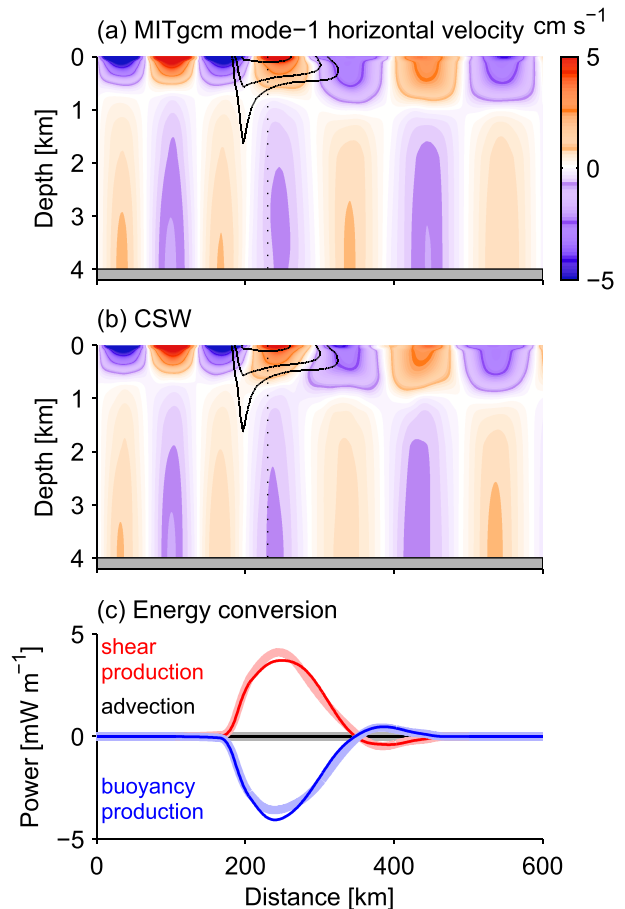 (a) MITgcm mode−1 horizontal velocity
cm s−1
5
0
−5
0
1
2
3
4
Depth [km]
(b) CSW
0
1
2
3
4
Depth [km]
(c) Energy conversion
5
0
−5
Power [mW m−1]
shear
production
advection
buoyancy
production
0
200
400
600
Distance [km]